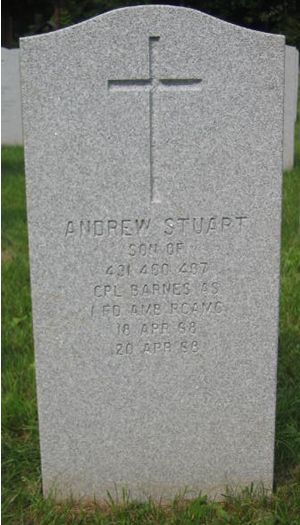 ANDREW STUART
SON OF
431 460 497
CPL BARNES AS
1 FD AMB RCAMC
18 APR 68
20 APR 68